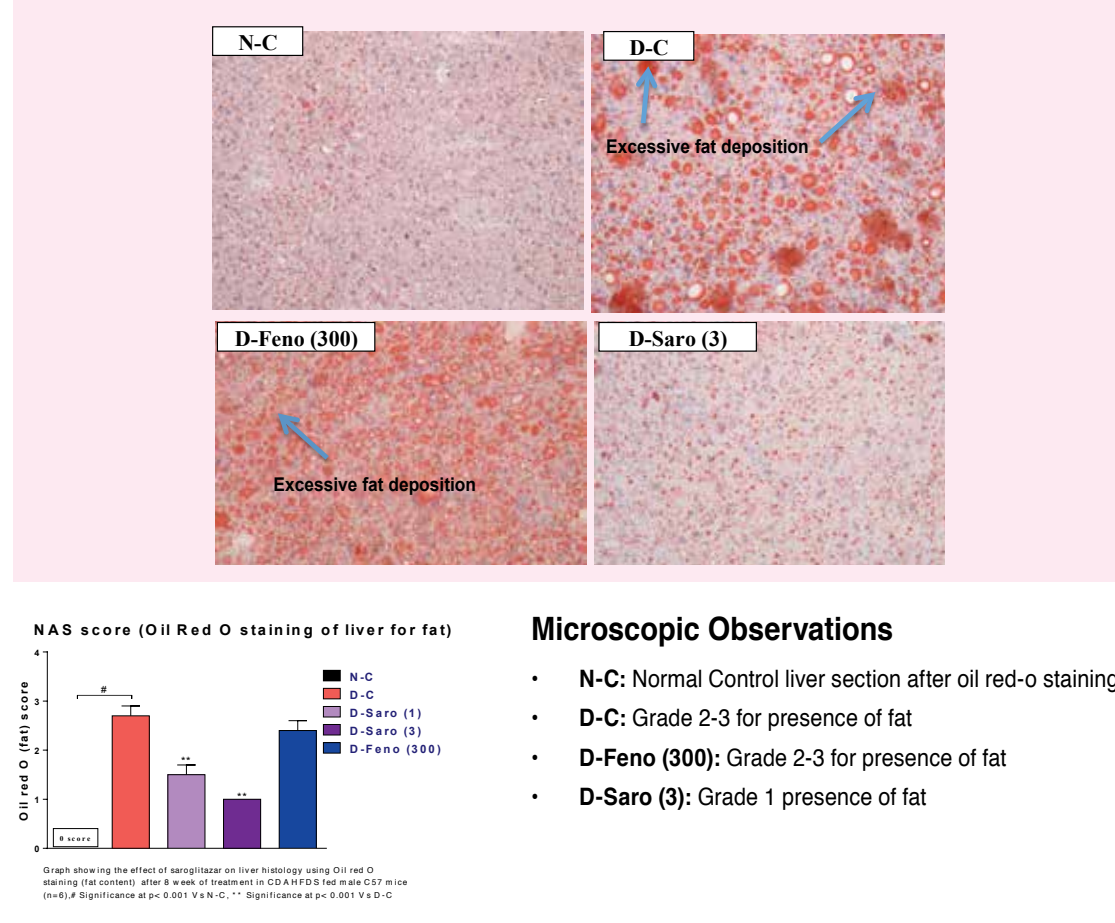 N-C
D-C
Excessive fat deposition
D-Feno (300)
D-Saro (3)
Excessive fat deposition
NAS score (Oil Red O staining of liver for fat)
Oil red O (fat) score
4
3
2
1
0
#
**
**
0 score
N-C
D-C
D-Saro (1)
D-Saro (3)
D-Feno (300)
Graph showing the effect of saroglitazar on liver histology using Oil red O
staining (fat content) after 8 week of treatment in CDAHFDS fed male C57 mice
(n=6),# Significance at p< 0.001 Vs N-C, ** Significance at p< 0.001 Vs D-C
Microscopic Observations
• N-C: Normal Control liver section after oil red-o staining
• D-C: Grade 2-3 for presence of fat
• D-Feno (300): Grade 2-3 for presence of fat
• D-Saro (3): Grade 1 presence of fat